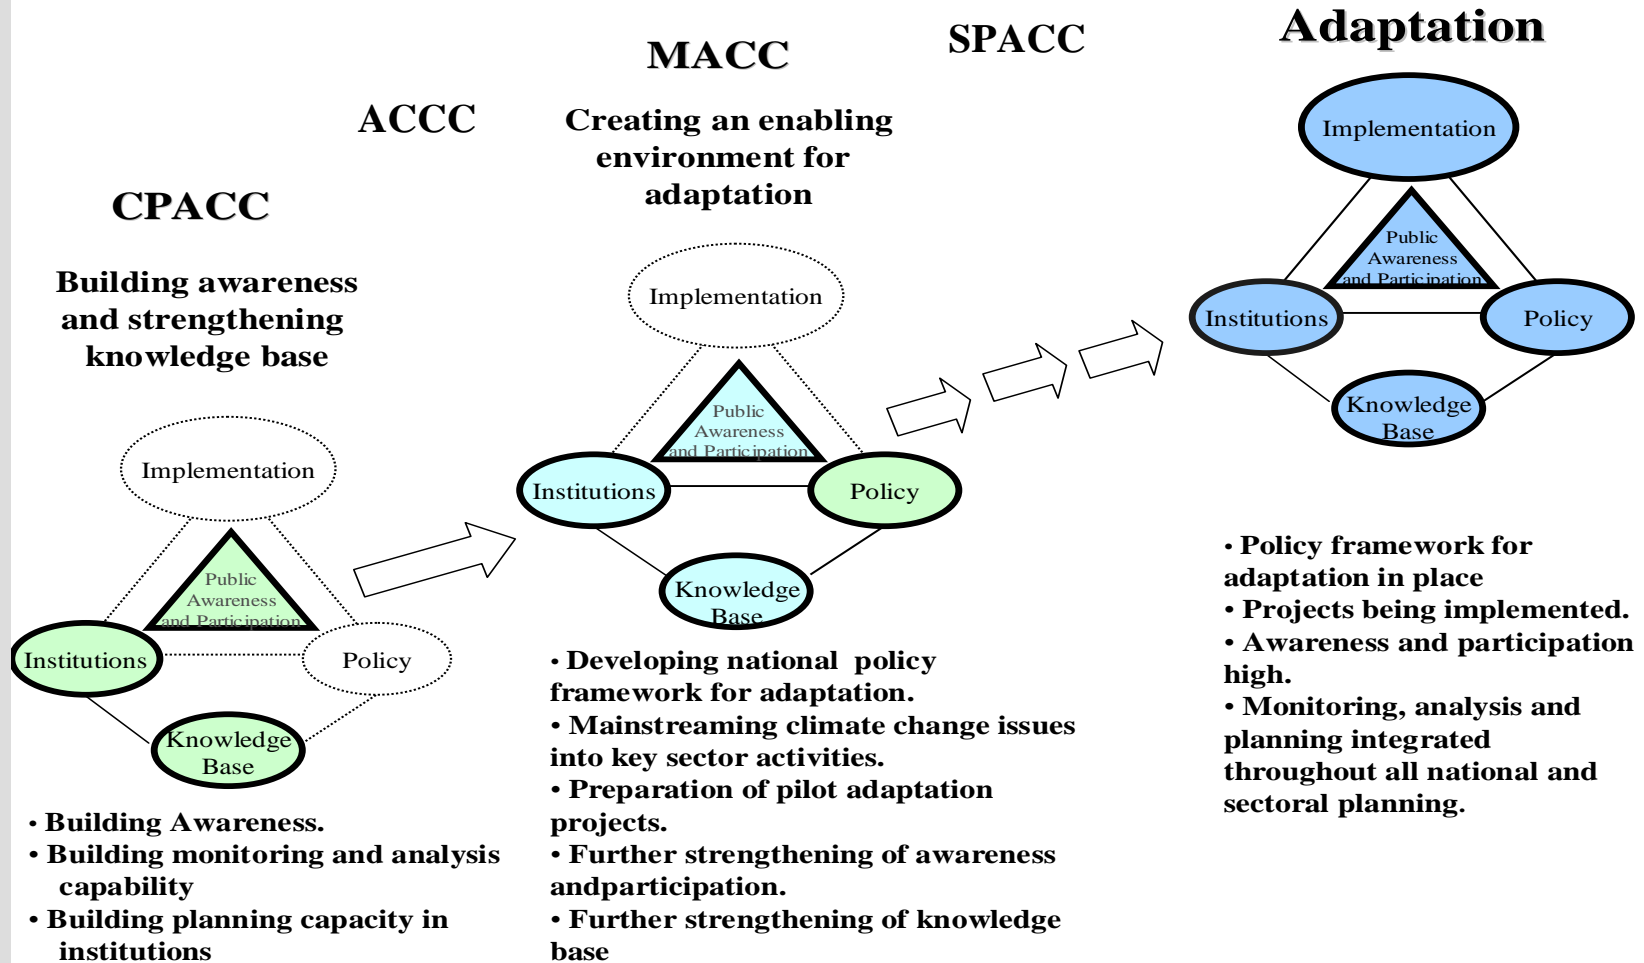 CPACC
Building awareness
and strengthening
knowledge base
Implementation
Public
Awareness
and Participation
Institutions
Policy
Knowledge
Base
• Building Awareness.
• Building monitoring and analysis
capability
• Building planning capacity in
institutions
ACCC
MACC
Creating an enabling
environment for
adaptation
Implementation
Public
Awareness
and Participation
Institutions
Policy
Knowledge
Base
• Developing national policy
framework for adaptation.
• Mainstreaming climate change issues
into key sector activities.
• Preparation of pilot adaptation
projects.
• Further strengthening of awareness
andparticipation.
• Further strengthening of knowledge
base
SPACC
Adaptation
Implementation
Public
Awareness
and Participation
Institutions
Policy
Knowledge
Base
• Policy framework for
adaptation in place
• Projects being implemented.
• Awareness and participation
high.
• Monitoring, analysis and
planning integrated
throughout all national and
sectoral planning.